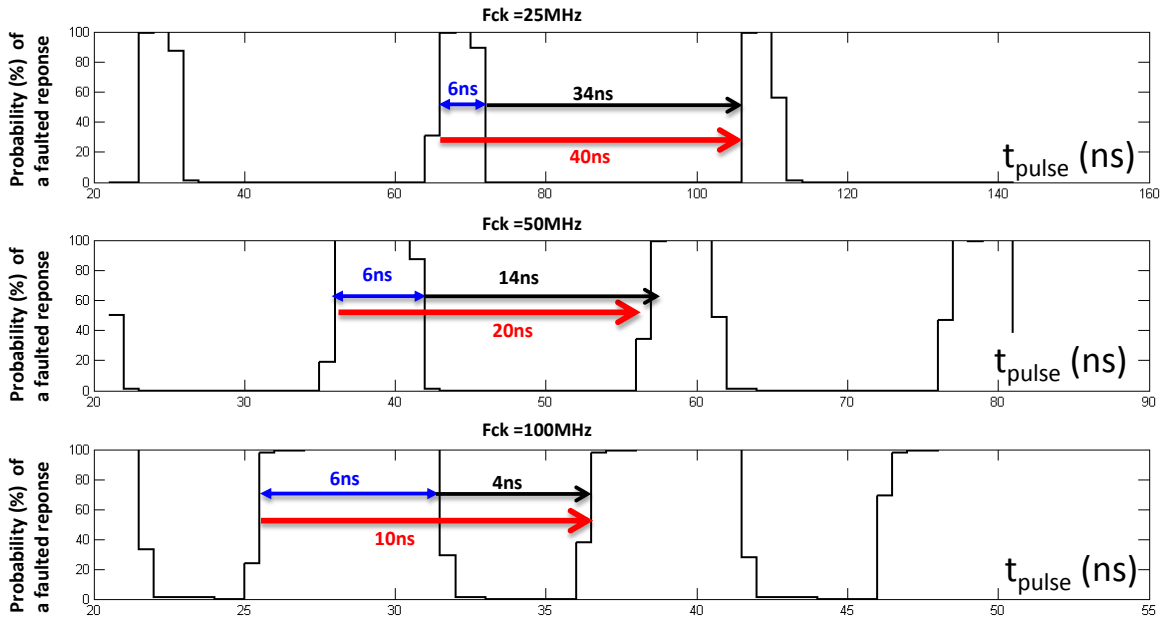 Fck =25MHz
Probability (%) of
a faulted reponse
100
80
60
40
20
0
6ns
34ns
40ns
t_pulse (ns)
20 40 60 80 100 120 140 160
Fck =50MHz
Probability (%) of
a faulted reponse
100
80
60
40
20
0
6ns
14ns
20ns
t_pulse (ns)
20 30 40 50 60 70 80 90
Fck =100MHz
Probability (%) of
a faulted reponse
100
80
60
40
20
0
6ns
4ns
10ns
t_pulse (ns)
20 25 30 35 40 45 50 55